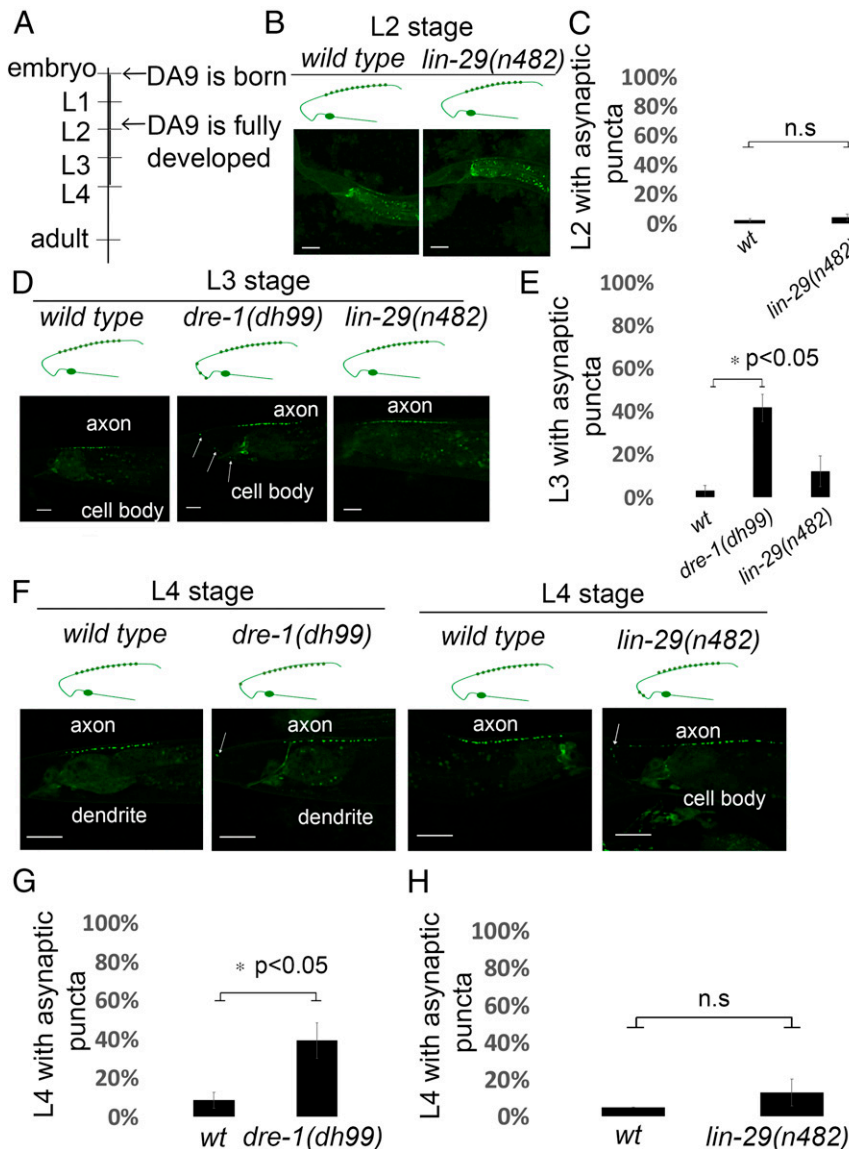 A
embryo
L1
L2
L3
L4
adult
←DA9 is born
←DA9 is fully
developed
B
L2 stage
wild type lin-29(n482)
C
L2 with asynaptic
puncta
100%
80%
60%
40%
20%
0%
n.s
wt
lin-29(n482)
D
L3 stage
wild type dre-1(dh99) lin-29(n482)
axon
cell body
axon
cell body
axon
E
L3 with asynaptic
puncta
100%
80%
60%
40%
20%
0%
* p<0.05
wt
dre-1(dh99)
lin-29(n482)
F
L4 stage
wild type dre-1(dh99)
axon
dendrite
axon
dendrite
L4 stage
wild type lin-29(n482)
axon
axon
cell body
G
L4 with asynaptic
puncta
100%
80%
60%
40%
20%
0%
* p<0.05
wt dre-1(dh99)
H
L4 with asynaptic
puncta
100%
80%
60%
40%
20%
0%
n.s
wt lin-29(n482)